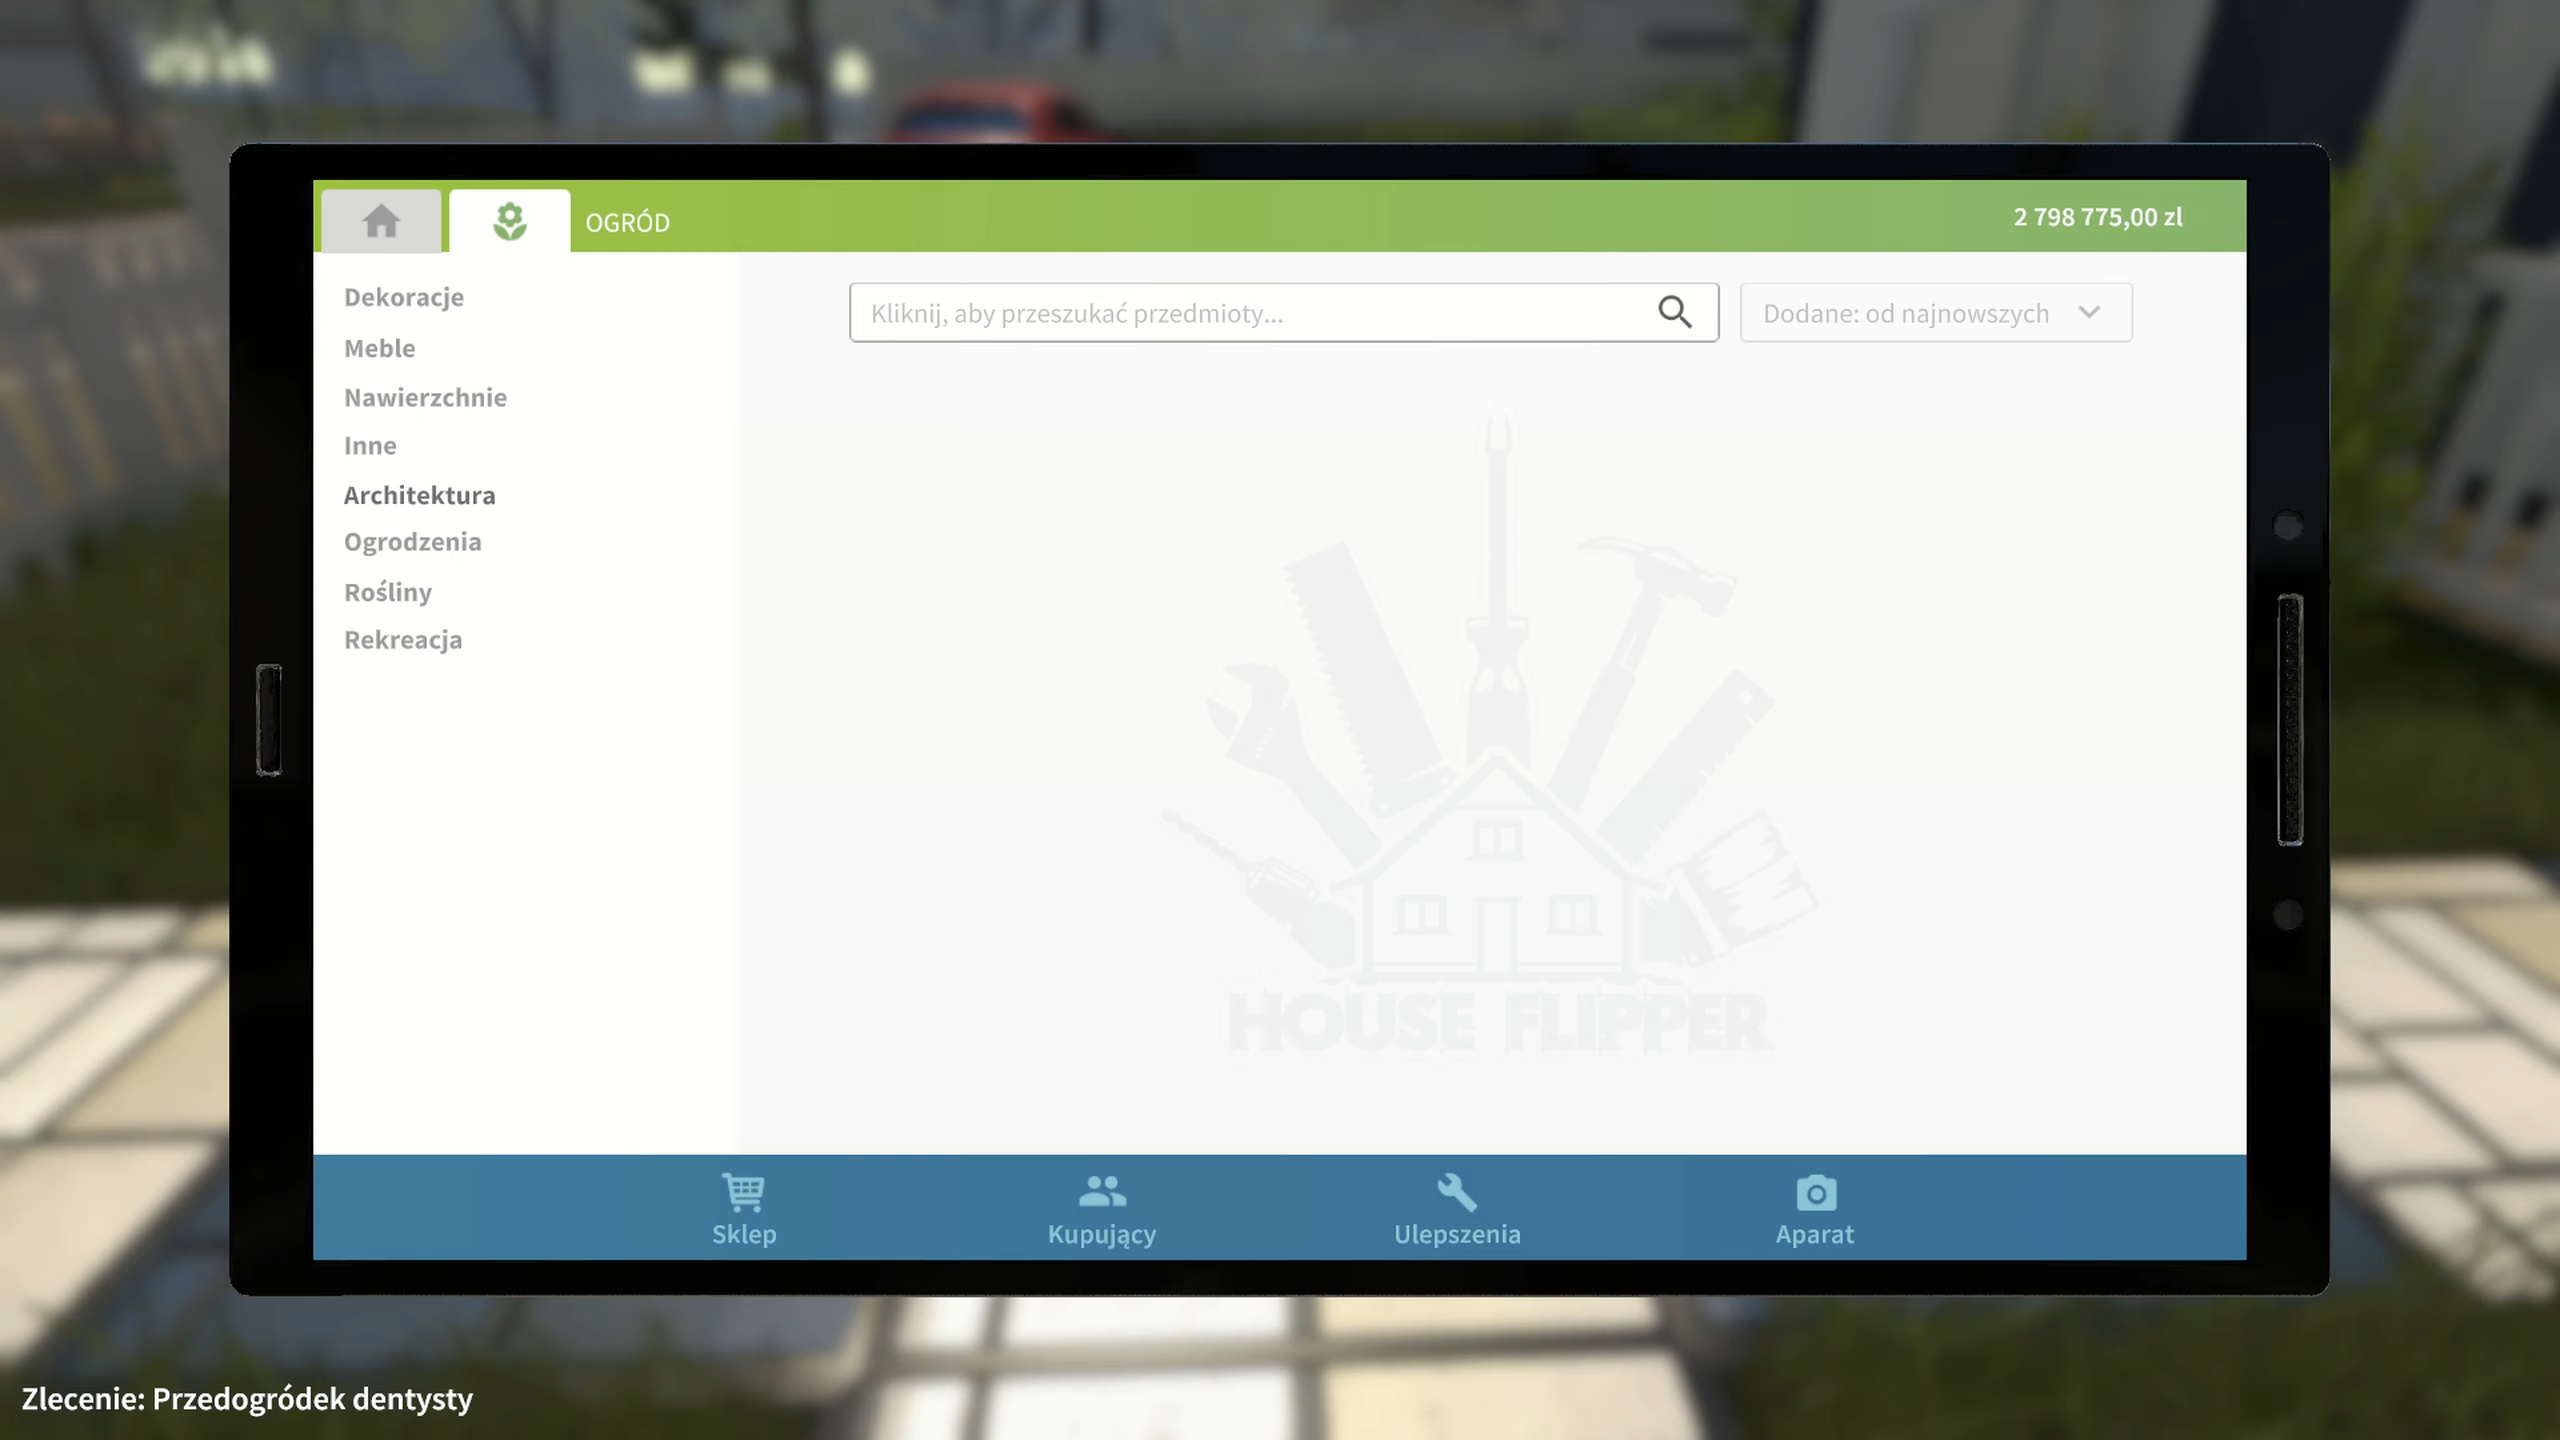 OGRÓD
2 798 775,00 zl
Dekoracje
Meble
Nawierzchnie
Inne
Architektura
Ogrodzenia
Rośliny
Rekreacja
Kliknij, aby przeszukać przedmioty...
Dodane: od najnowszych
HOUSE FLIPPER
Sklep
Kupujący
Ulepszenia
Aparat
Zlecenie: Przedogródek dentysty